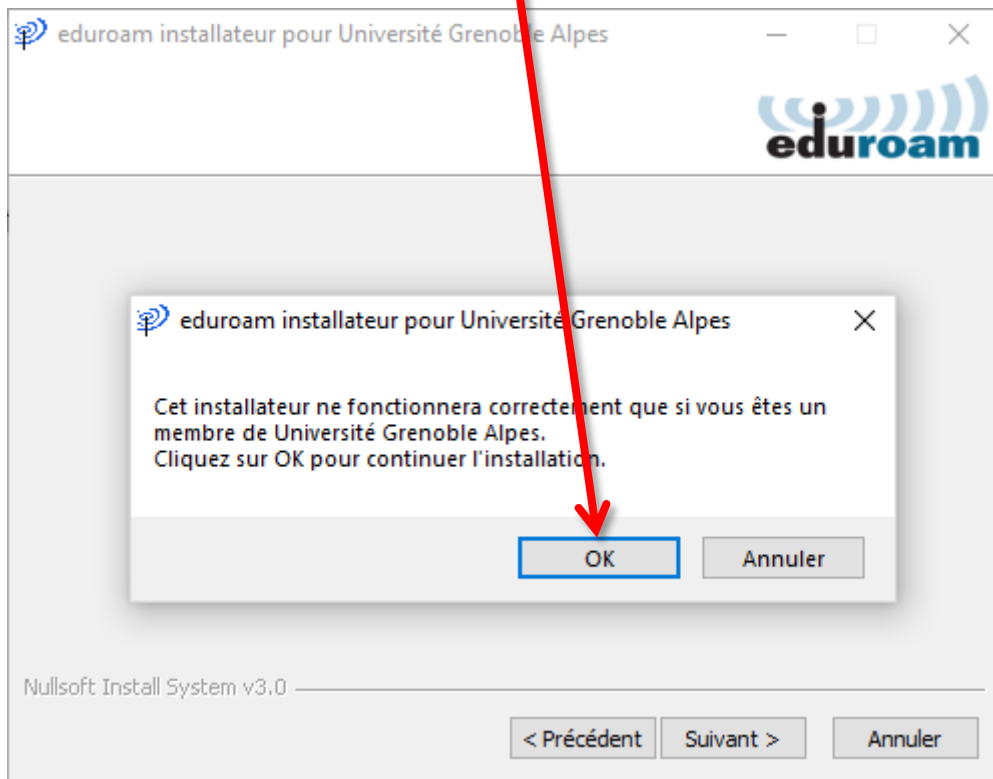 eduroam installateur pour Université Grenoble Alpes
eduroam
eduroam installateur pour Université Grenoble Alpes
Cet installateur ne fonctionnera correctement que si vous êtes un
membre de Université Grenoble Alpes.
Cliquez sur OK pour continuer l'installation.
OK
Annuler
Nullsoft Install System v3.0
< Précédent
Suivant >
Annuler